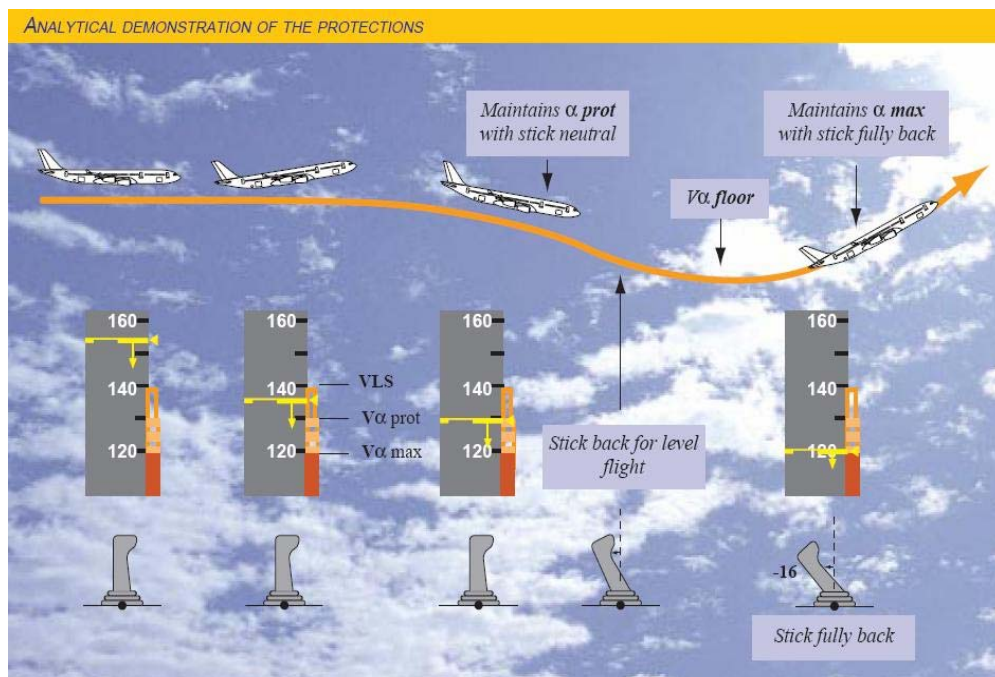 ANALYTICAL DEMONSTRATION OF THE PROTECTIONS
Maintains α prot
with stick neutral
Maintains α max
with stick fully back
Vα floor
160
140
120
160
140
120
VLS
Vα prot
Vα max
160
140
120
Stick back for level
flight
160
140
120
-16
Stick fully back